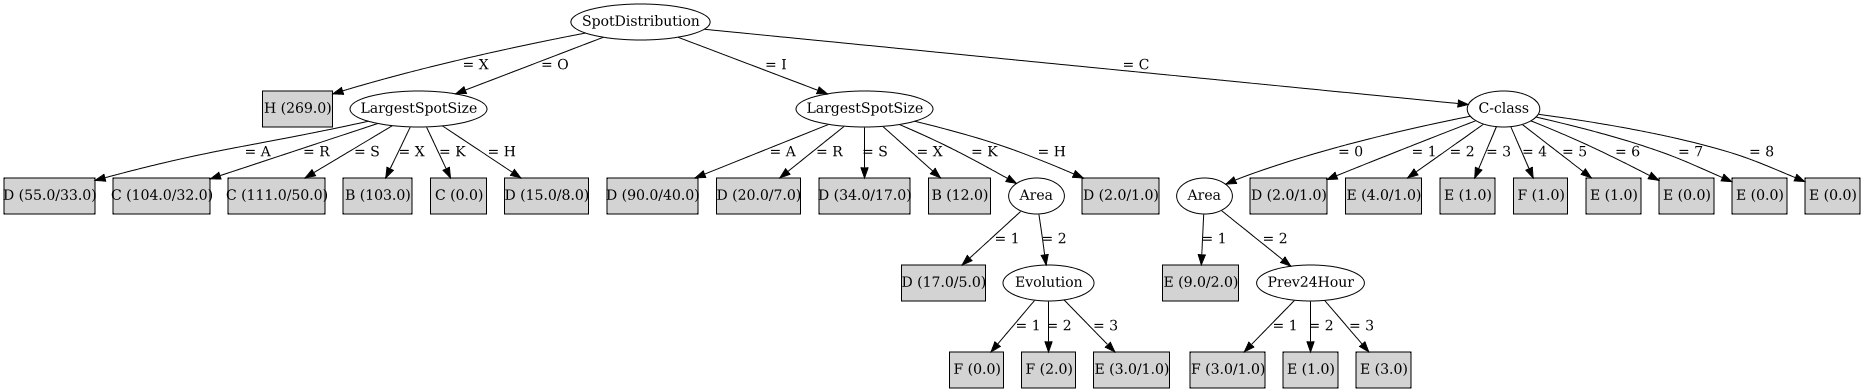 SpotDistribution
= X
= O
= I
= C
H (269.0)
LargestSpotSize
LargestSpotSize
C-class
= A
= R
= S
= X
= K
= H
= A
= R
= S
= X
= K
= H
= 0
= 1
= 2
= 3
= 4
= 5
= 6
= 7
= 8
D (55.0/33.0)
C (104.0/32.0)
C (111.0/50.0)
B (103.0)
C (0.0)
D (15.0/8.0)
D (90.0/40.0)
D (20.0/7.0)
D (34.0/17.0)
B (12.0)
Area
D (2.0/1.0)
Area
D (2.0/1.0)
E (4.0/1.0)
E (1.0)
F (1.0)
E (1.0)
E (0.0)
E (0.0)
E (0.0)
= 1
= 2
= 1
= 2
D (17.0/5.0)
Evolution
E (9.0/2.0)
Prev24Hour
= 1
= 2
= 3
= 1
= 2
= 3
F (0.0)
F (2.0)
E (3.0/1.0)
F (3.0/1.0)
E (1.0)
E (3.0)